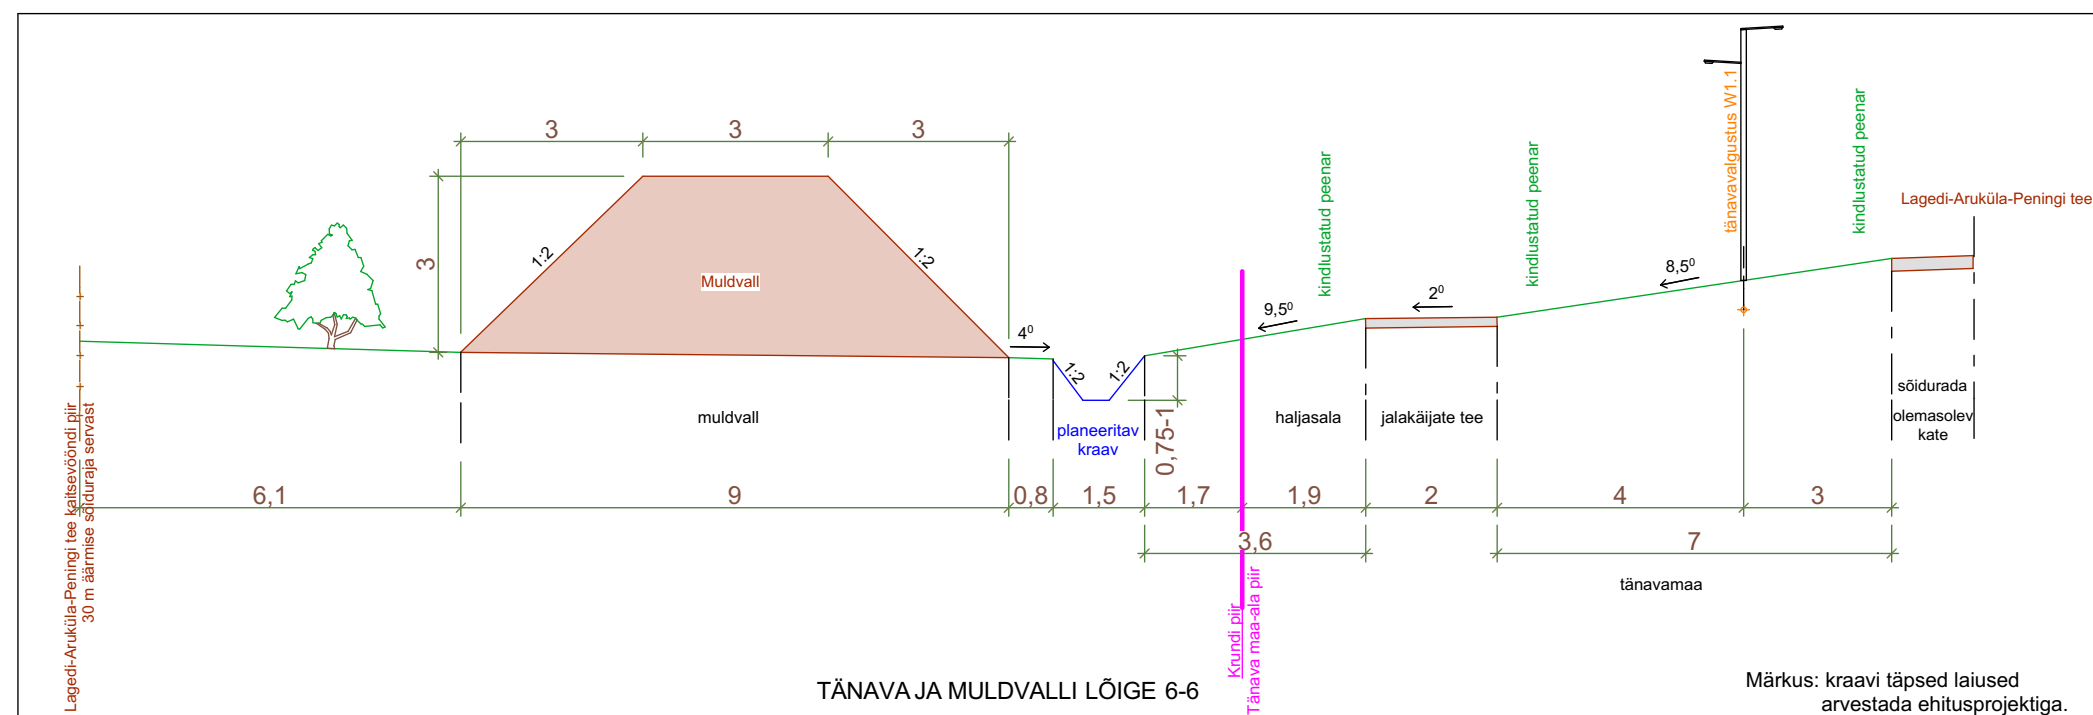 3
3
3
3
1:2
1:2
Muldvall
4⁰
1:2
1:2
9,5⁰
2⁰
8,5⁰
kindlustatud peenar
kindlustatud peenar
tänavavalgustus W1.1
kindlustatud peenar
Lagedi-Aruküla-Peningi tee
muldvall
planeeritav
kraav
0,75-1
haljasala
jalakäijate tee
sõidurada
olemasolev
kate
6,1
9
0,8
1,5
1,7
1,9
2
4
3
3,6
7
tänavamaa
Lagedi-Aruküla-Peningi tee kaitsevööndi piir
30 m äärmise sõiduraja servast
Krundi piir
Tänava maa-ala piir
TÄNAVA JA MULDVALLI LÕIGE 6-6
Märkus: kraavi täpsed laiused
arvestada ehitusprojektiga.